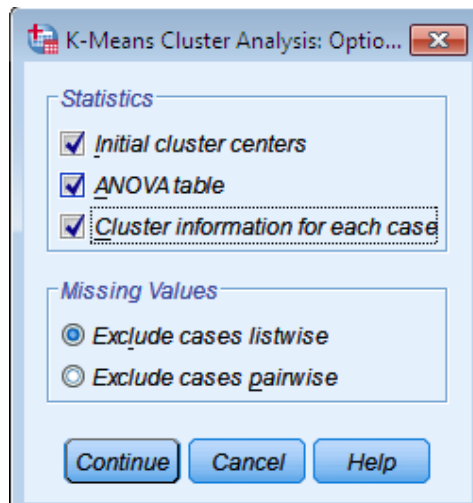 K-Means Cluster Analysis: Optio...
Statistics
Initial cluster centers
ANOVA table
Cluster information for each case
Missing Values
Exclude cases listwise
Exclude cases pairwise
Continue Cancel Help